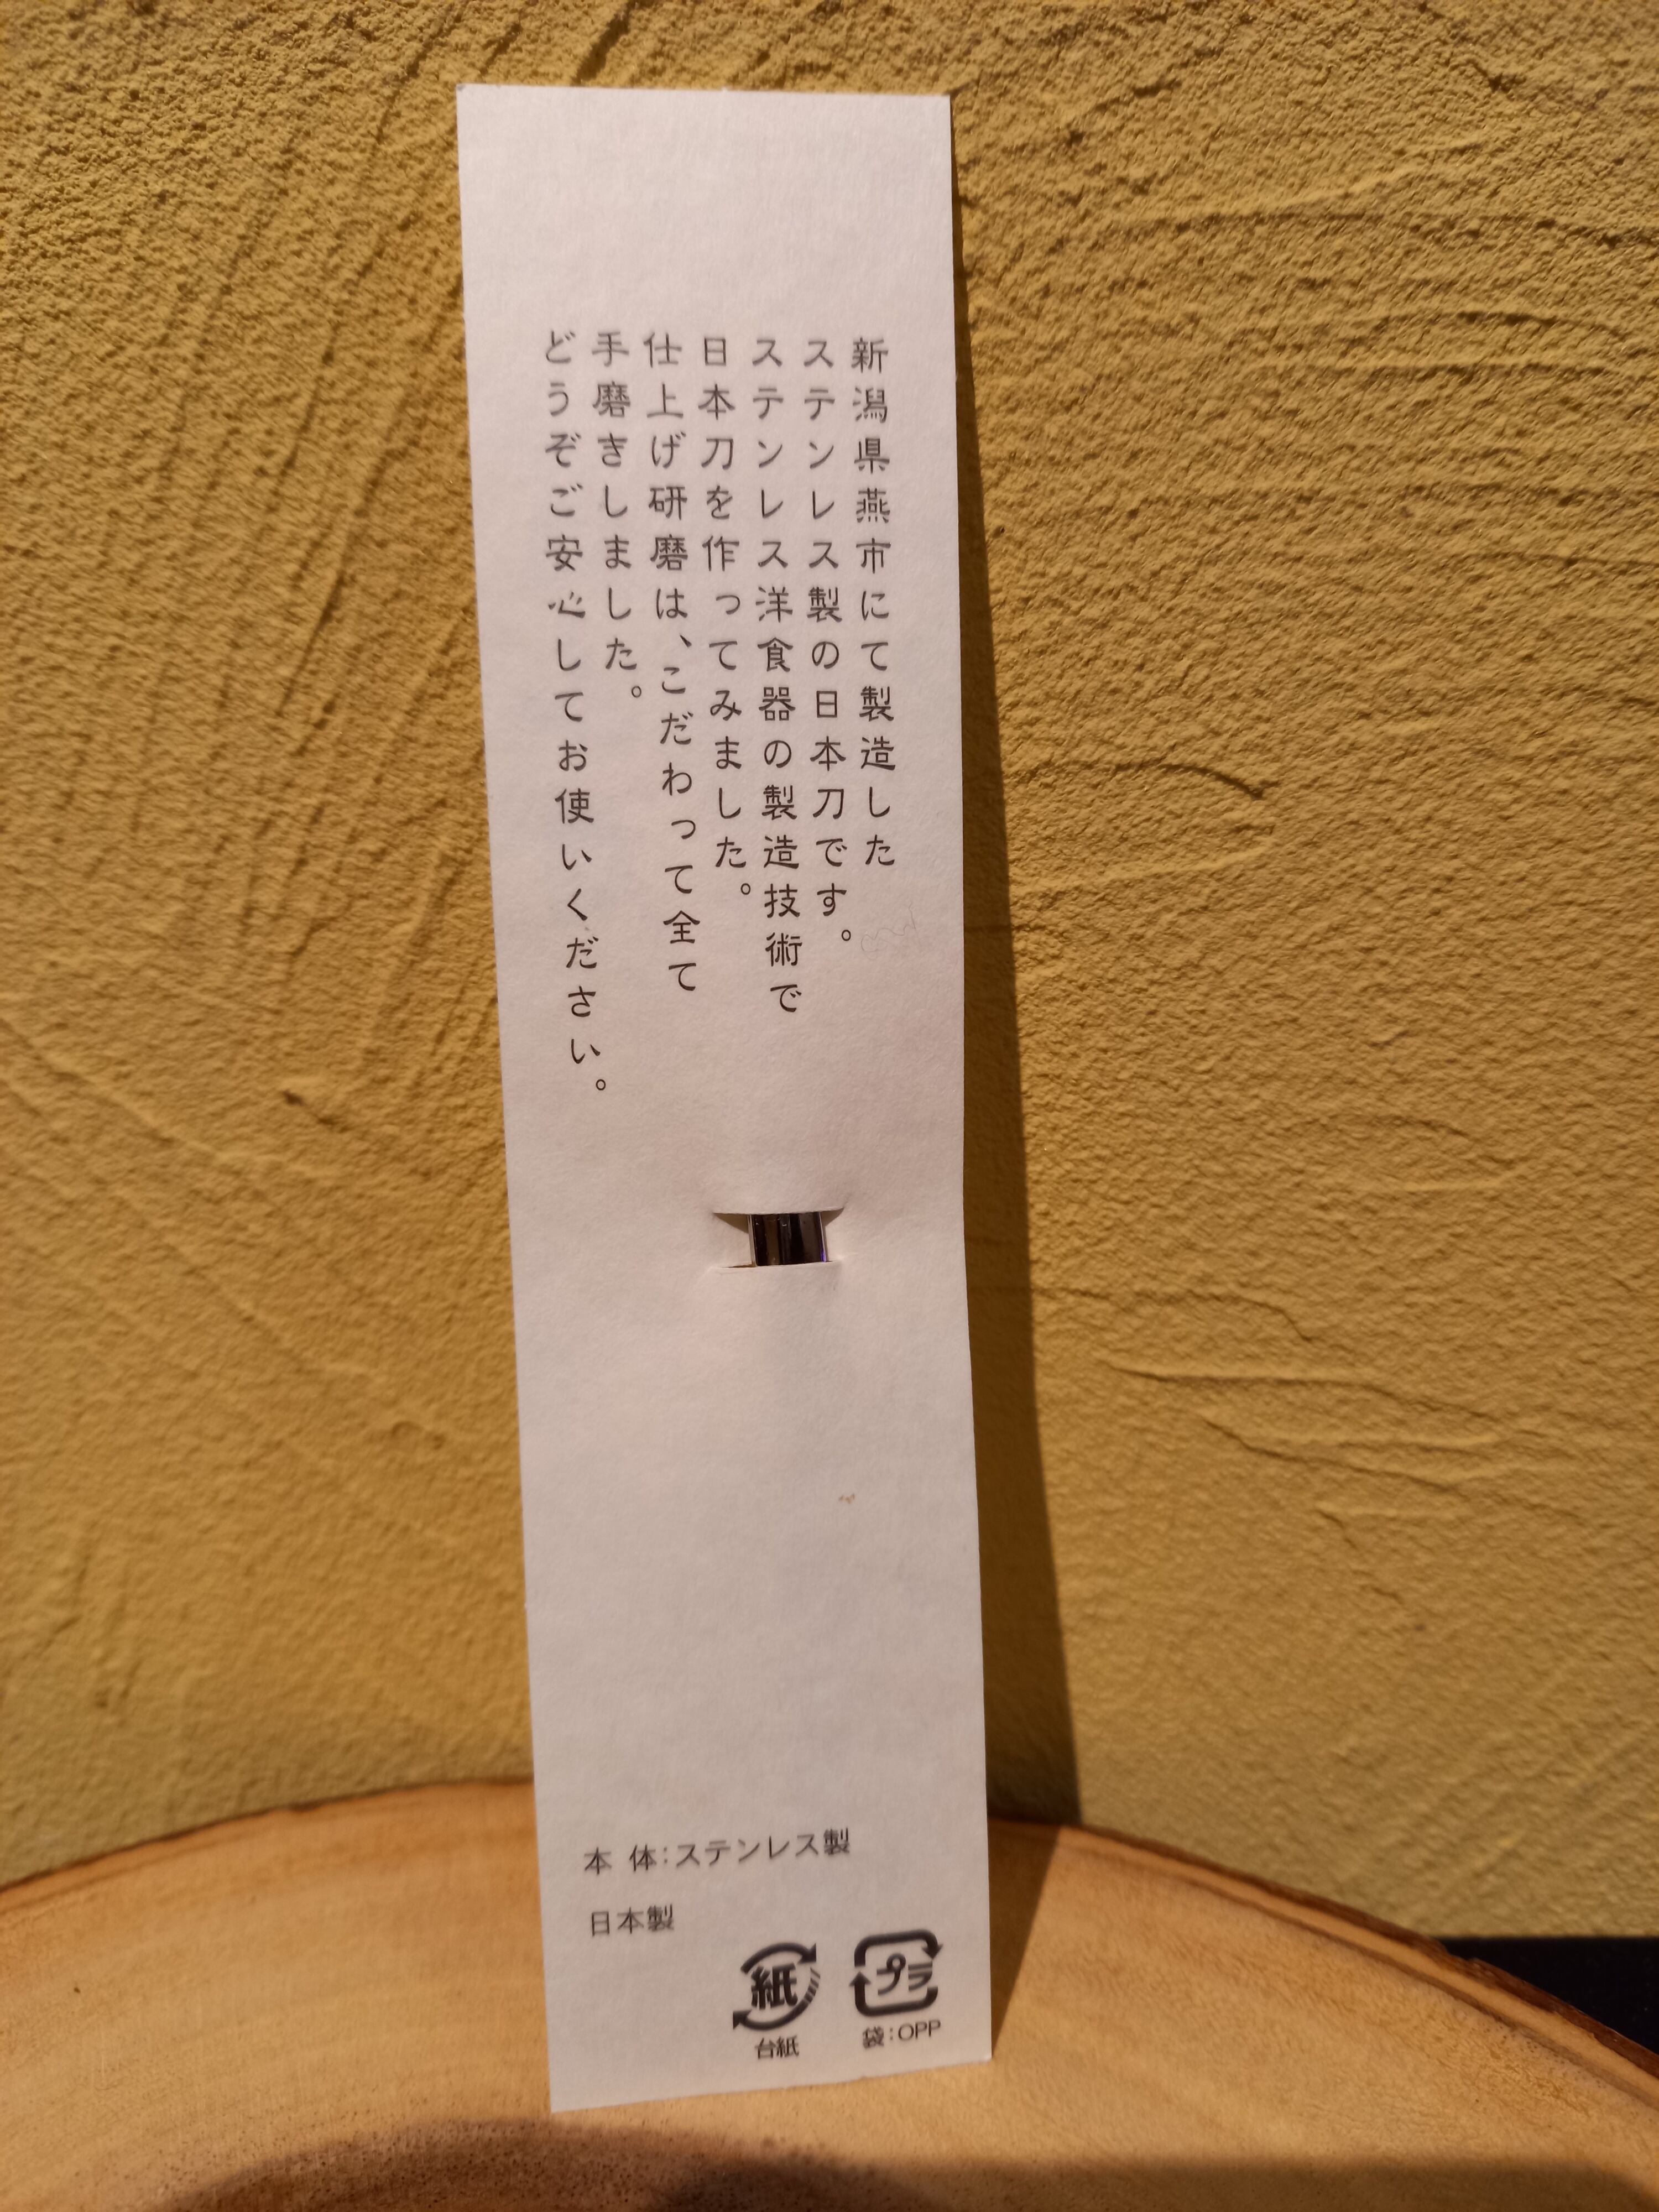 新潟県燕市にて製造した
ステンレス製の日本刀です。
ステンレス洋食器の製造技術で
日本刀を作ってみました。
仕上げ研磨は、こだわって全て
手磨きしました。
どうぞご安心してお使いください。
本 体:ステンレス製
日本製
紙
台紙
プラ
袋:OPP